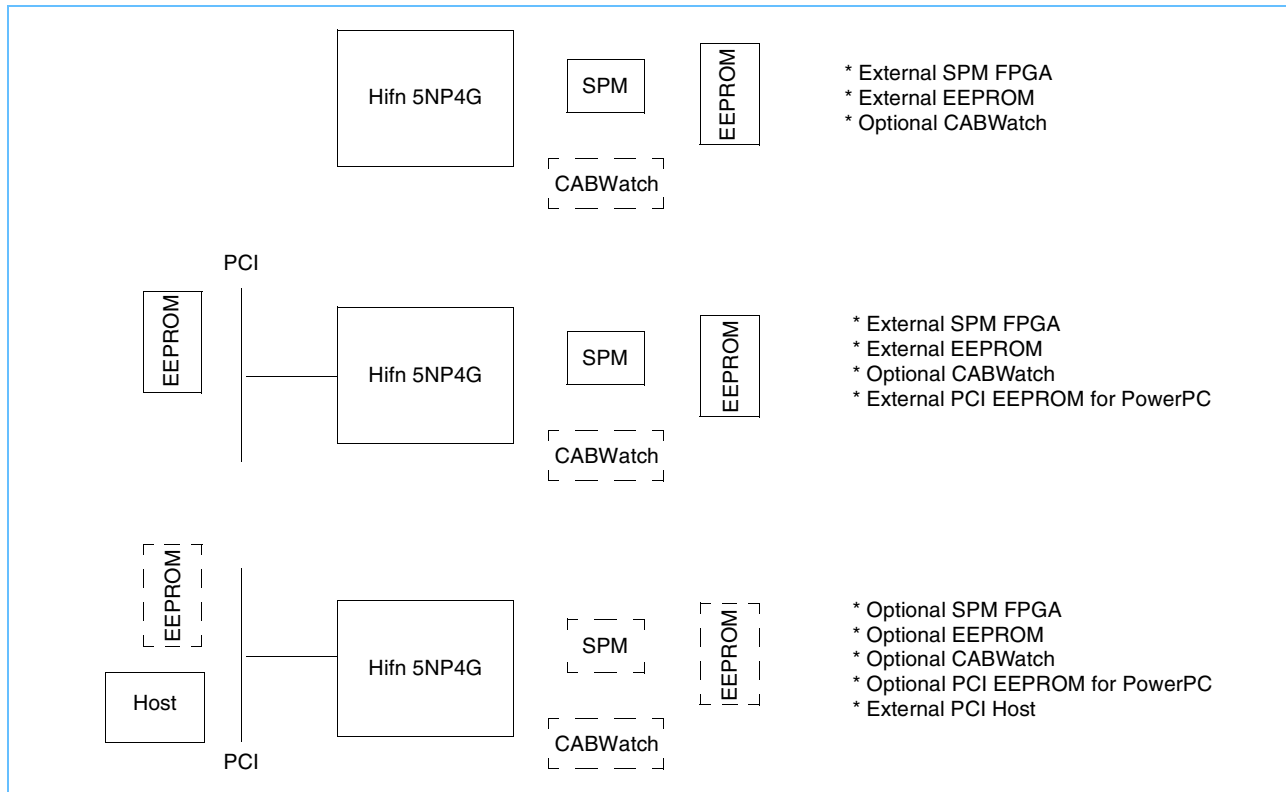 Hifn 5NP4G
SPM
EEPROM
CABWatch
* External SPM FPGA
* External EEPROM
* Optional CABWatch
PCI
EEPROM
Hifn 5NP4G
SPM
EEPROM
CABWatch
* External SPM FPGA
* External EEPROM
* Optional CABWatch
* External PCI EEPROM for PowerPC
EEPROM
Host
PCI
Hifn 5NP4G
SPM
EEPROM
CABWatch
* Optional SPM FPGA
* Optional EEPROM
* Optional CABWatch
* Optional PCI EEPROM for PowerPC
* External PCI Host